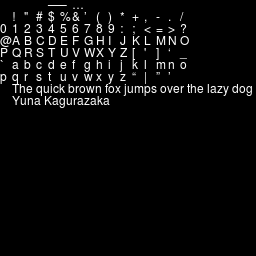 — …
! " # $ % & ' ( ) * + , - . /
0 1 2 3 4 5 6 7 8 9 : ; < = > ?
@ A B C D E F G H I J K L M N O
P Q R S T U V W X Y Z [ ' ] ‘ _
` a b c d e f g h i j k l m n o
p q r s t u v w x y z “ | ” ’
The quick brown fox jumps over the lazy dog
Yuna Kagurazaka